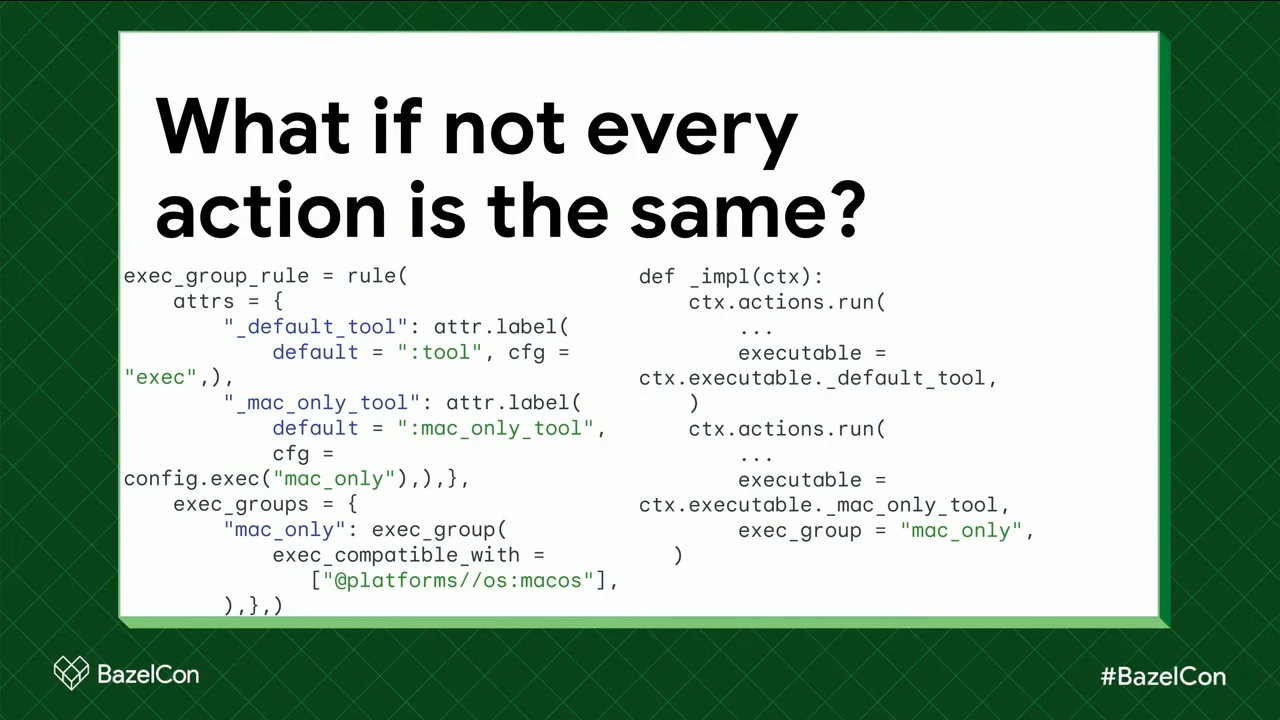 What if not every
action is the same?
exec_group_rule = rule(
    attrs = {
        "_default_tool": attr.label(
            default = ":tool", cfg =
"exec",),
        "_mac_only_tool": attr.label(
            default = ":mac_only_tool",
            cfg =
config.exec("mac_only"),),},
    exec_groups = {
        "mac_only": exec_group(
            exec_compatible_with =
               ["@platforms//os:macos"],
        ),},)
def _impl(ctx):
    ctx.actions.run(
        ...
        executable =
ctx.executable._default_tool,
    )
    ctx.actions.run(
        ...
        executable =
ctx.executable._mac_only_tool,
        exec_group = "mac_only",
   )
BazelCon
#BazelCon